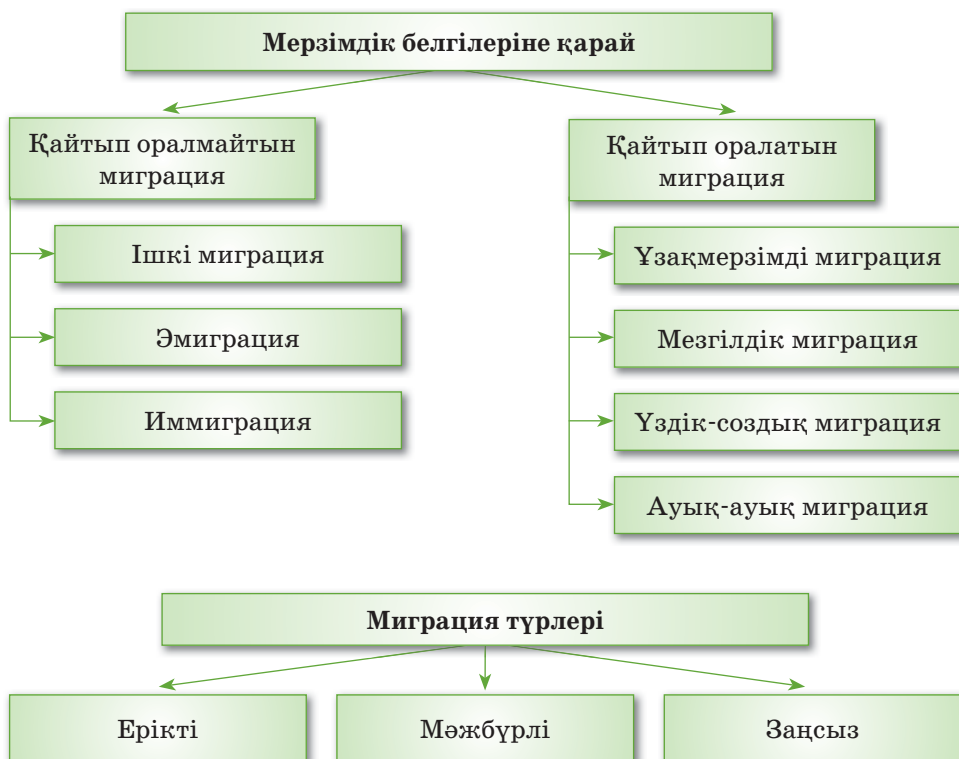 Мерзімдік белгілеріне қарай
Қайтып оралмайтын
миграция
Ішкі миграция
Эмиграция
Иммиграция
Қайтып оралатын
миграция
Ұзақмерзімді миграция
Мезгілдік миграция
Үздік-создық миграция
Ауық-ауық миграция
Миграция түрлері
Ерікті
Мәжбүрлі
Заңсыз